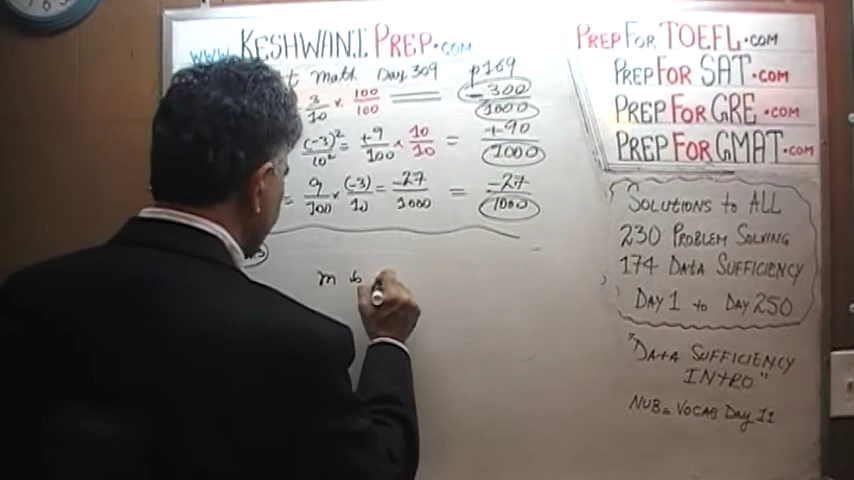 www.KESHWANI PREP.COM
t Math Day 309 p169
3/10 × 100/100 -300/1000
(-3)²/10² = +9/100 × 10/10 = +90/1000
= 9/100 × (-3)/10 = -27/1000 = -27/1000
m
PREP FOR TOEFL.COM
PREP FOR SAT.COM
PREP FOR GRE.COM
PREP FOR GMAT.COM
SOLUTIONS to ALL
230 PROBLEM SOLVING
174 DATA SUFFICIENCY
DAY 1 to DAY 250
"DATA SUFFICIENCY
INTRO"
VOCAB Day 11